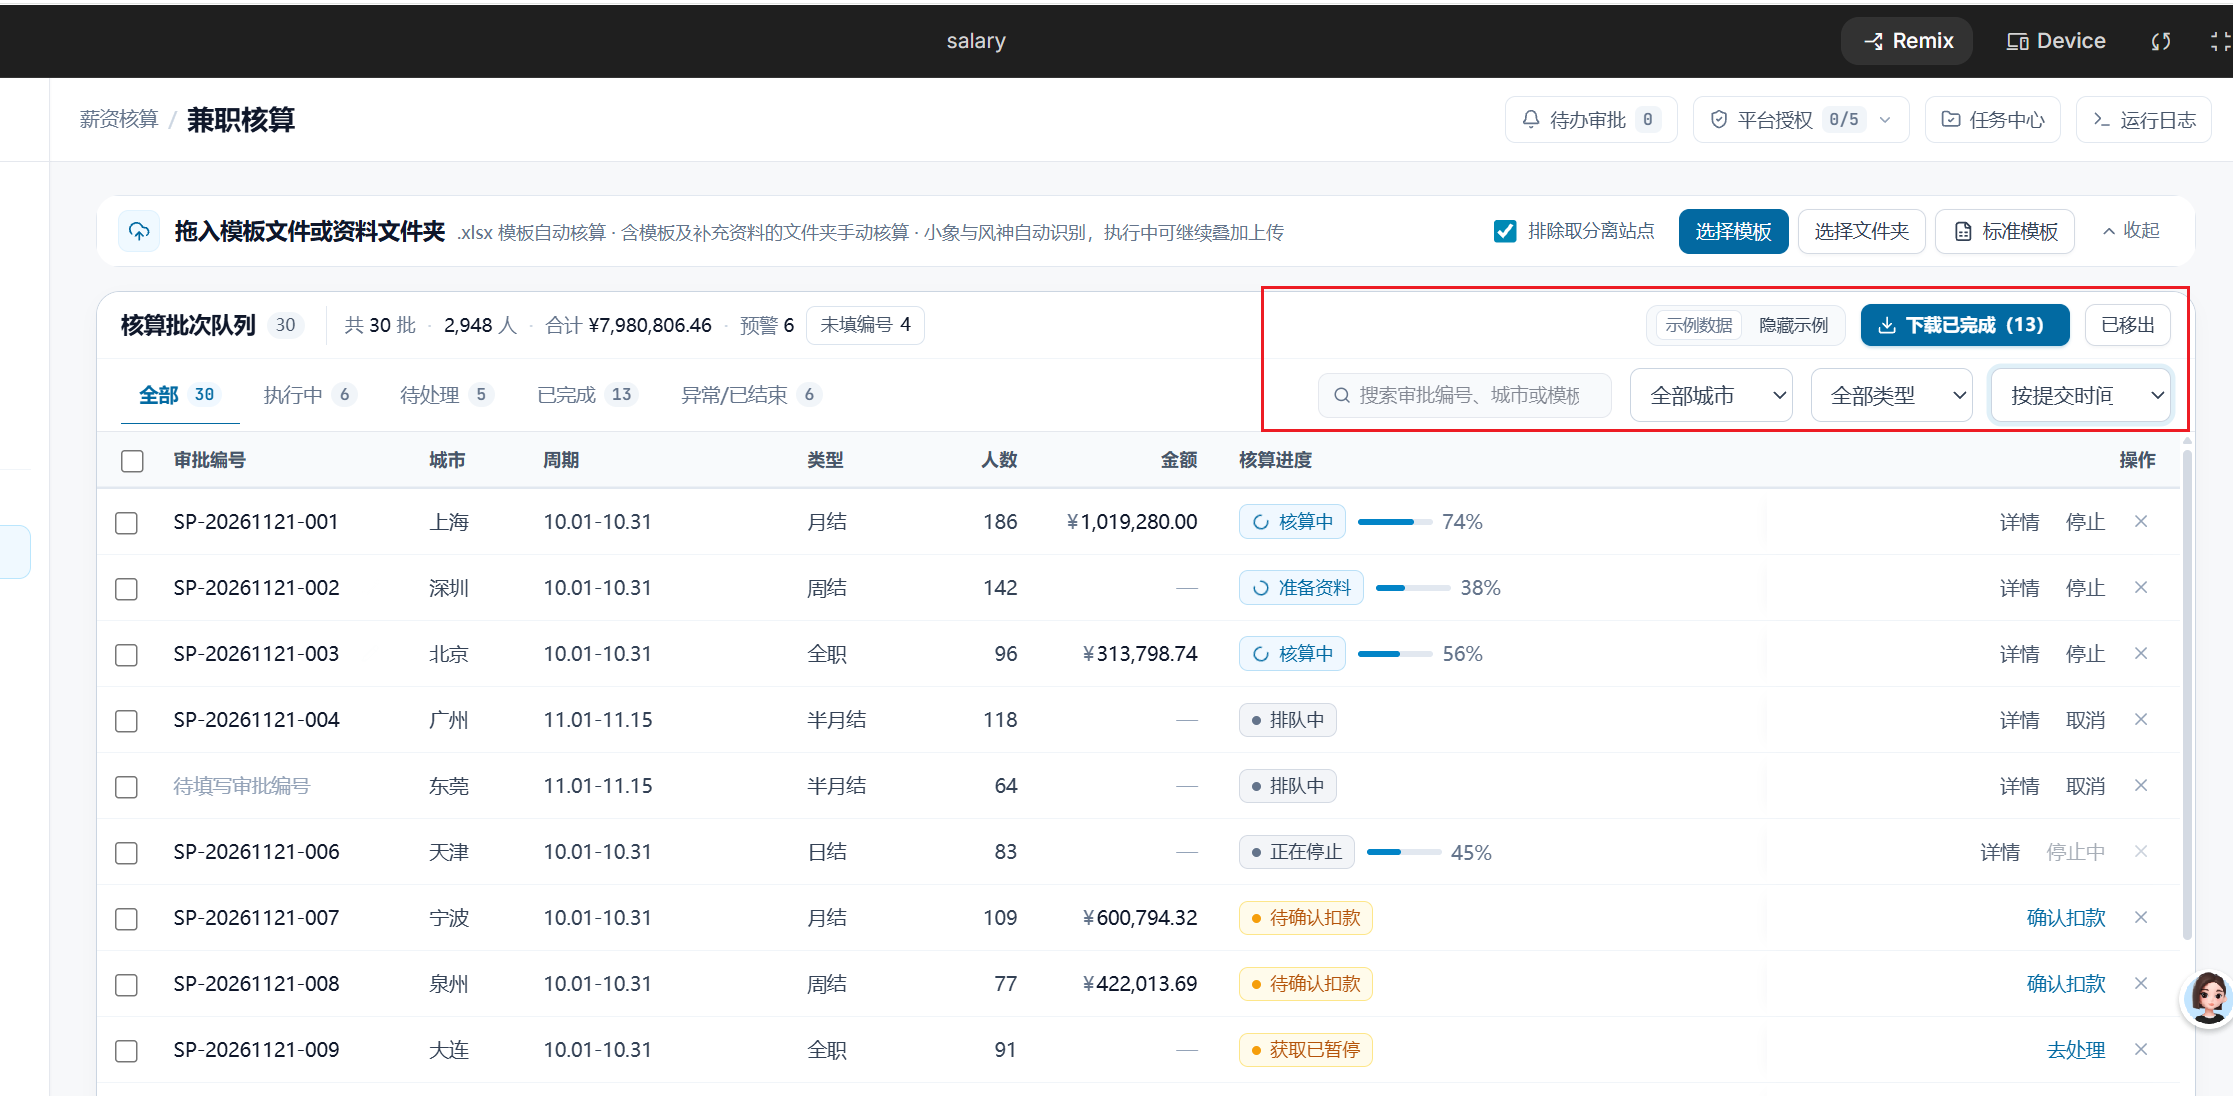 salary
Remix
Device
薪资核算 / 兼职核算
待办审批 0
平台授权 0/5
任务中心
运行日志
拖入模板文件或资料文件夹 .xlsx 模板自动核算 · 含模板及补充资料的文件夹手动核算 · 小象与风神自动识别，执行中可继续叠加上传
排除取分离站点
选择模板
选择文件夹
标准模板
收起
核算批次队列 30
共 30 批 · 2,948 人 · 合计 ¥7,980,806.46 · 预警 6
未填编号 4
示例数据 隐藏示例
下载已完成（13）
已移出
全部 30 执行中 6 待处理 5 已完成 13 异常/已结束 6
搜索审批编号、城市或模板
全部城市
全部类型
按提交时间
审批编号 城市 周期 类型 人数 金额 核算进度 操作
SP-20261121-001 上海 10.01-10.31 月结 186 ¥1,019,280.00 核算中 74% 详情 停止 ×
SP-20261121-002 深圳 10.01-10.31 周结 142 — 准备资料 38% 详情 停止 ×
SP-20261121-003 北京 10.01-10.31 全职 96 ¥313,798.74 核算中 56% 详情 停止 ×
SP-20261121-004 广州 11.01-11.15 半月结 118 — 排队中 详情 取消 ×
待填写审批编号 东莞 11.01-11.15 半月结 64 — 排队中 详情 取消 ×
SP-20261121-006 天津 10.01-10.31 日结 83 — 正在停止 45% 详情 停止中 ×
SP-20261121-007 宁波 10.01-10.31 月结 109 ¥600,794.32 待确认扣款 确认扣款 ×
SP-20261121-008 泉州 10.01-10.31 周结 77 ¥422,013.69 待确认扣款 确认扣款 ×
SP-20261121-009 大连 10.01-10.31 全职 91 — 获取已暂停 去处理 ×